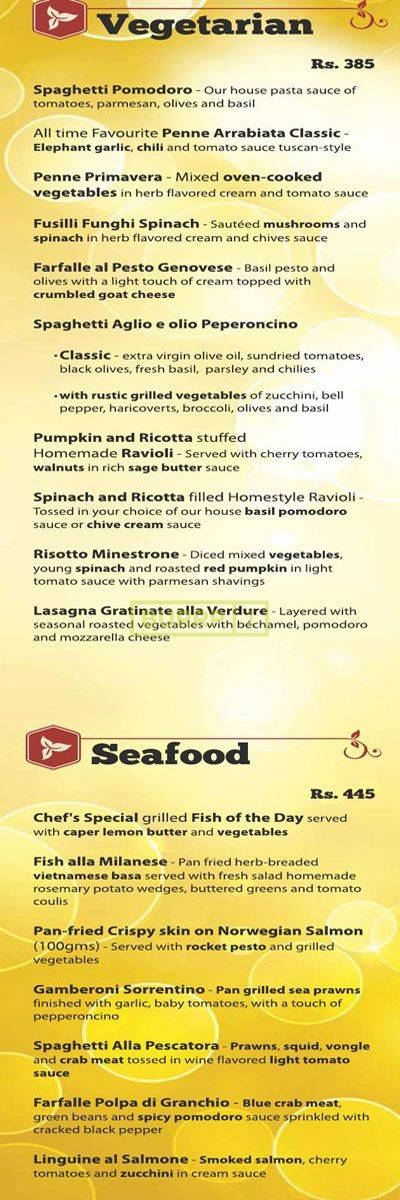 Vegetarian
Rs. 385
Spaghetti Pomodoro - Our house pasta sauce of
tomatoes, parmesan, olives and basil
All time Favourite Penne Arrabiata Classic -
Elephant garlic, chili and tomato sauce tuscan-style
Penne Primavera - Mixed oven-cooked
vegetables in herb flavored cream and tomato sauce
Fusilli Funghi Spinach - Sautéed mushrooms and
spinach in herb flavored cream and chives sauce
Farfalle al Pesto Genovese - Basil pesto and
olives with a light touch of cream topped with
crumbled goat cheese
Spaghetti Aglio e olio Peperoncino
• Classic - extra virgin olive oil, sundried tomatoes,
black olives, fresh basil, parsley and chilies
• with rustic grilled vegetables of zucchini, bell
pepper, haricoverts, broccoli, olives and basil
Pumpkin and Ricotta stuffed
Homemade Ravioli - Served with cherry tomatoes,
walnuts in rich sage butter sauce
Spinach and Ricotta filled Homestyle Ravioli -
Tossed in your choice of our house basil pomodoro
sauce or chive cream sauce
Risotto Minestrone - Diced mixed vegetables,
young spinach and roasted red pumpkin in light
tomato sauce with parmesan shavings
Lasagna Gratinate alla Verdure - Layered with
seasonal roasted vegetables with béchamel, pomodoro
and mozzarella cheese
Seafood
Rs. 445
Chef's Special grilled Fish of the Day served
with caper lemon butter and vegetables
Fish alla Milanese - Pan fried herb-breaded
vietnamese basa served with fresh salad homemade
rosemary potato wedges, buttered greens and tomato
coulis
Pan-fried Crispy skin on Norwegian Salmon
(100gms) - Served with rocket pesto and grilled
vegetables
Gamberoni Sorrentino - Pan grilled sea prawns
finished with garlic, baby tomatoes, with a touch of
pepperoncino
Spaghetti Alla Pescatora - Prawns, squid, vongle
and crab meat tossed in wine flavored light tomato
sauce
Farfalle Polpa di Granchio - Blue crab meat,
green beans and spicy pomodoro sauce sprinkled with
cracked black pepper
Linguine al Salmone - Smoked salmon, cherry
tomatoes and zucchini in cream sauce